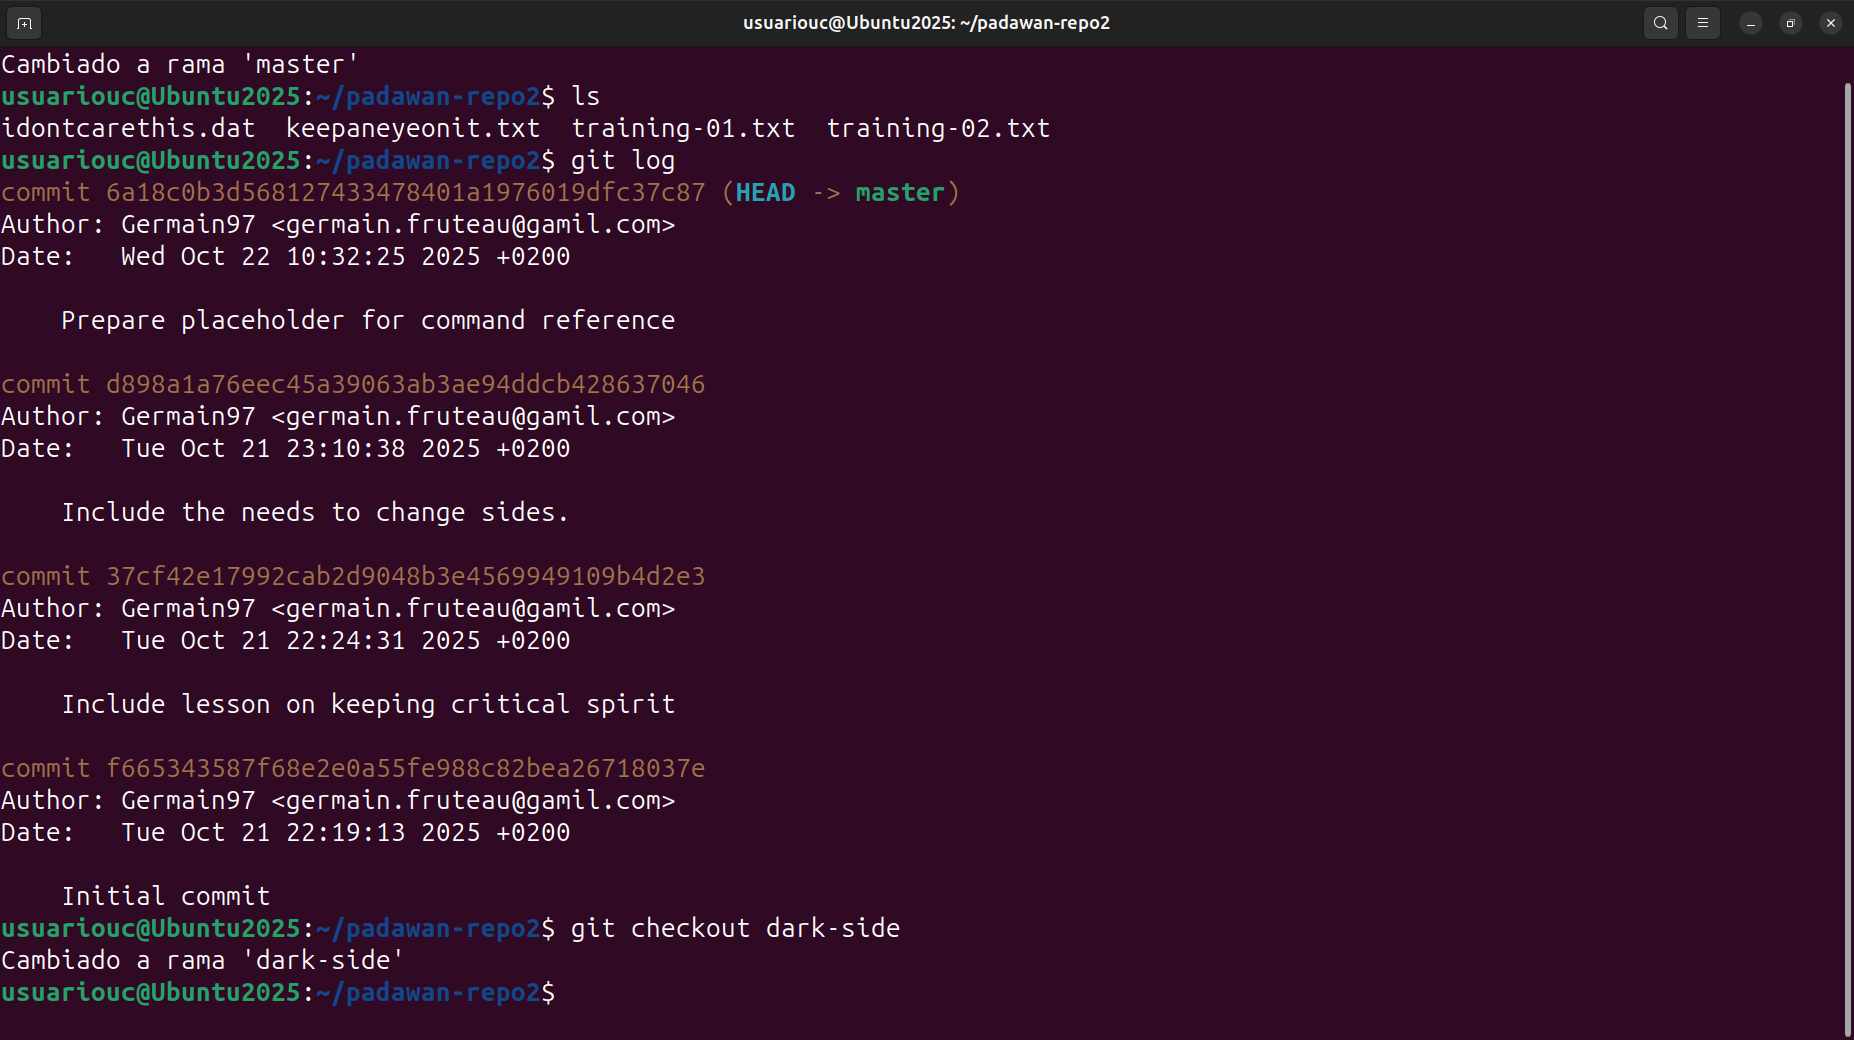 usuariouc@Ubuntu2025: ~/padawan-repo2
Cambiado a rama 'master'
usuariouc@Ubuntu2025:~/padawan-repo2$ ls
idontcarethis.dat  keepaneyeonit.txt  training-01.txt  training-02.txt
usuariouc@Ubuntu2025:~/padawan-repo2$ git log
commit 6a18c0b3d568127433478401a1976019dfc37c87 (HEAD -> master)
Author: Germain97 <germain.fruteau@gamil.com>
Date:   Wed Oct 22 10:32:25 2025 +0200
    Prepare placeholder for command reference
commit d898a1a76eec45a39063ab3ae94ddcb428637046
Author: Germain97 <germain.fruteau@gamil.com>
Date:   Tue Oct 21 23:10:38 2025 +0200
    Include the needs to change sides.
commit 37cf42e17992cab2d9048b3e4569949109b4d2e3
Author: Germain97 <germain.fruteau@gamil.com>
Date:   Tue Oct 21 22:24:31 2025 +0200
    Include lesson on keeping critical spirit
commit f665343587f68e2e0a55fe988c82bea26718037e
Author: Germain97 <germain.fruteau@gamil.com>
Date:   Tue Oct 21 22:19:13 2025 +0200
    Initial commit
usuariouc@Ubuntu2025:~/padawan-repo2$ git checkout dark-side
Cambiado a rama 'dark-side'
usuariouc@Ubuntu2025:~/padawan-repo2$